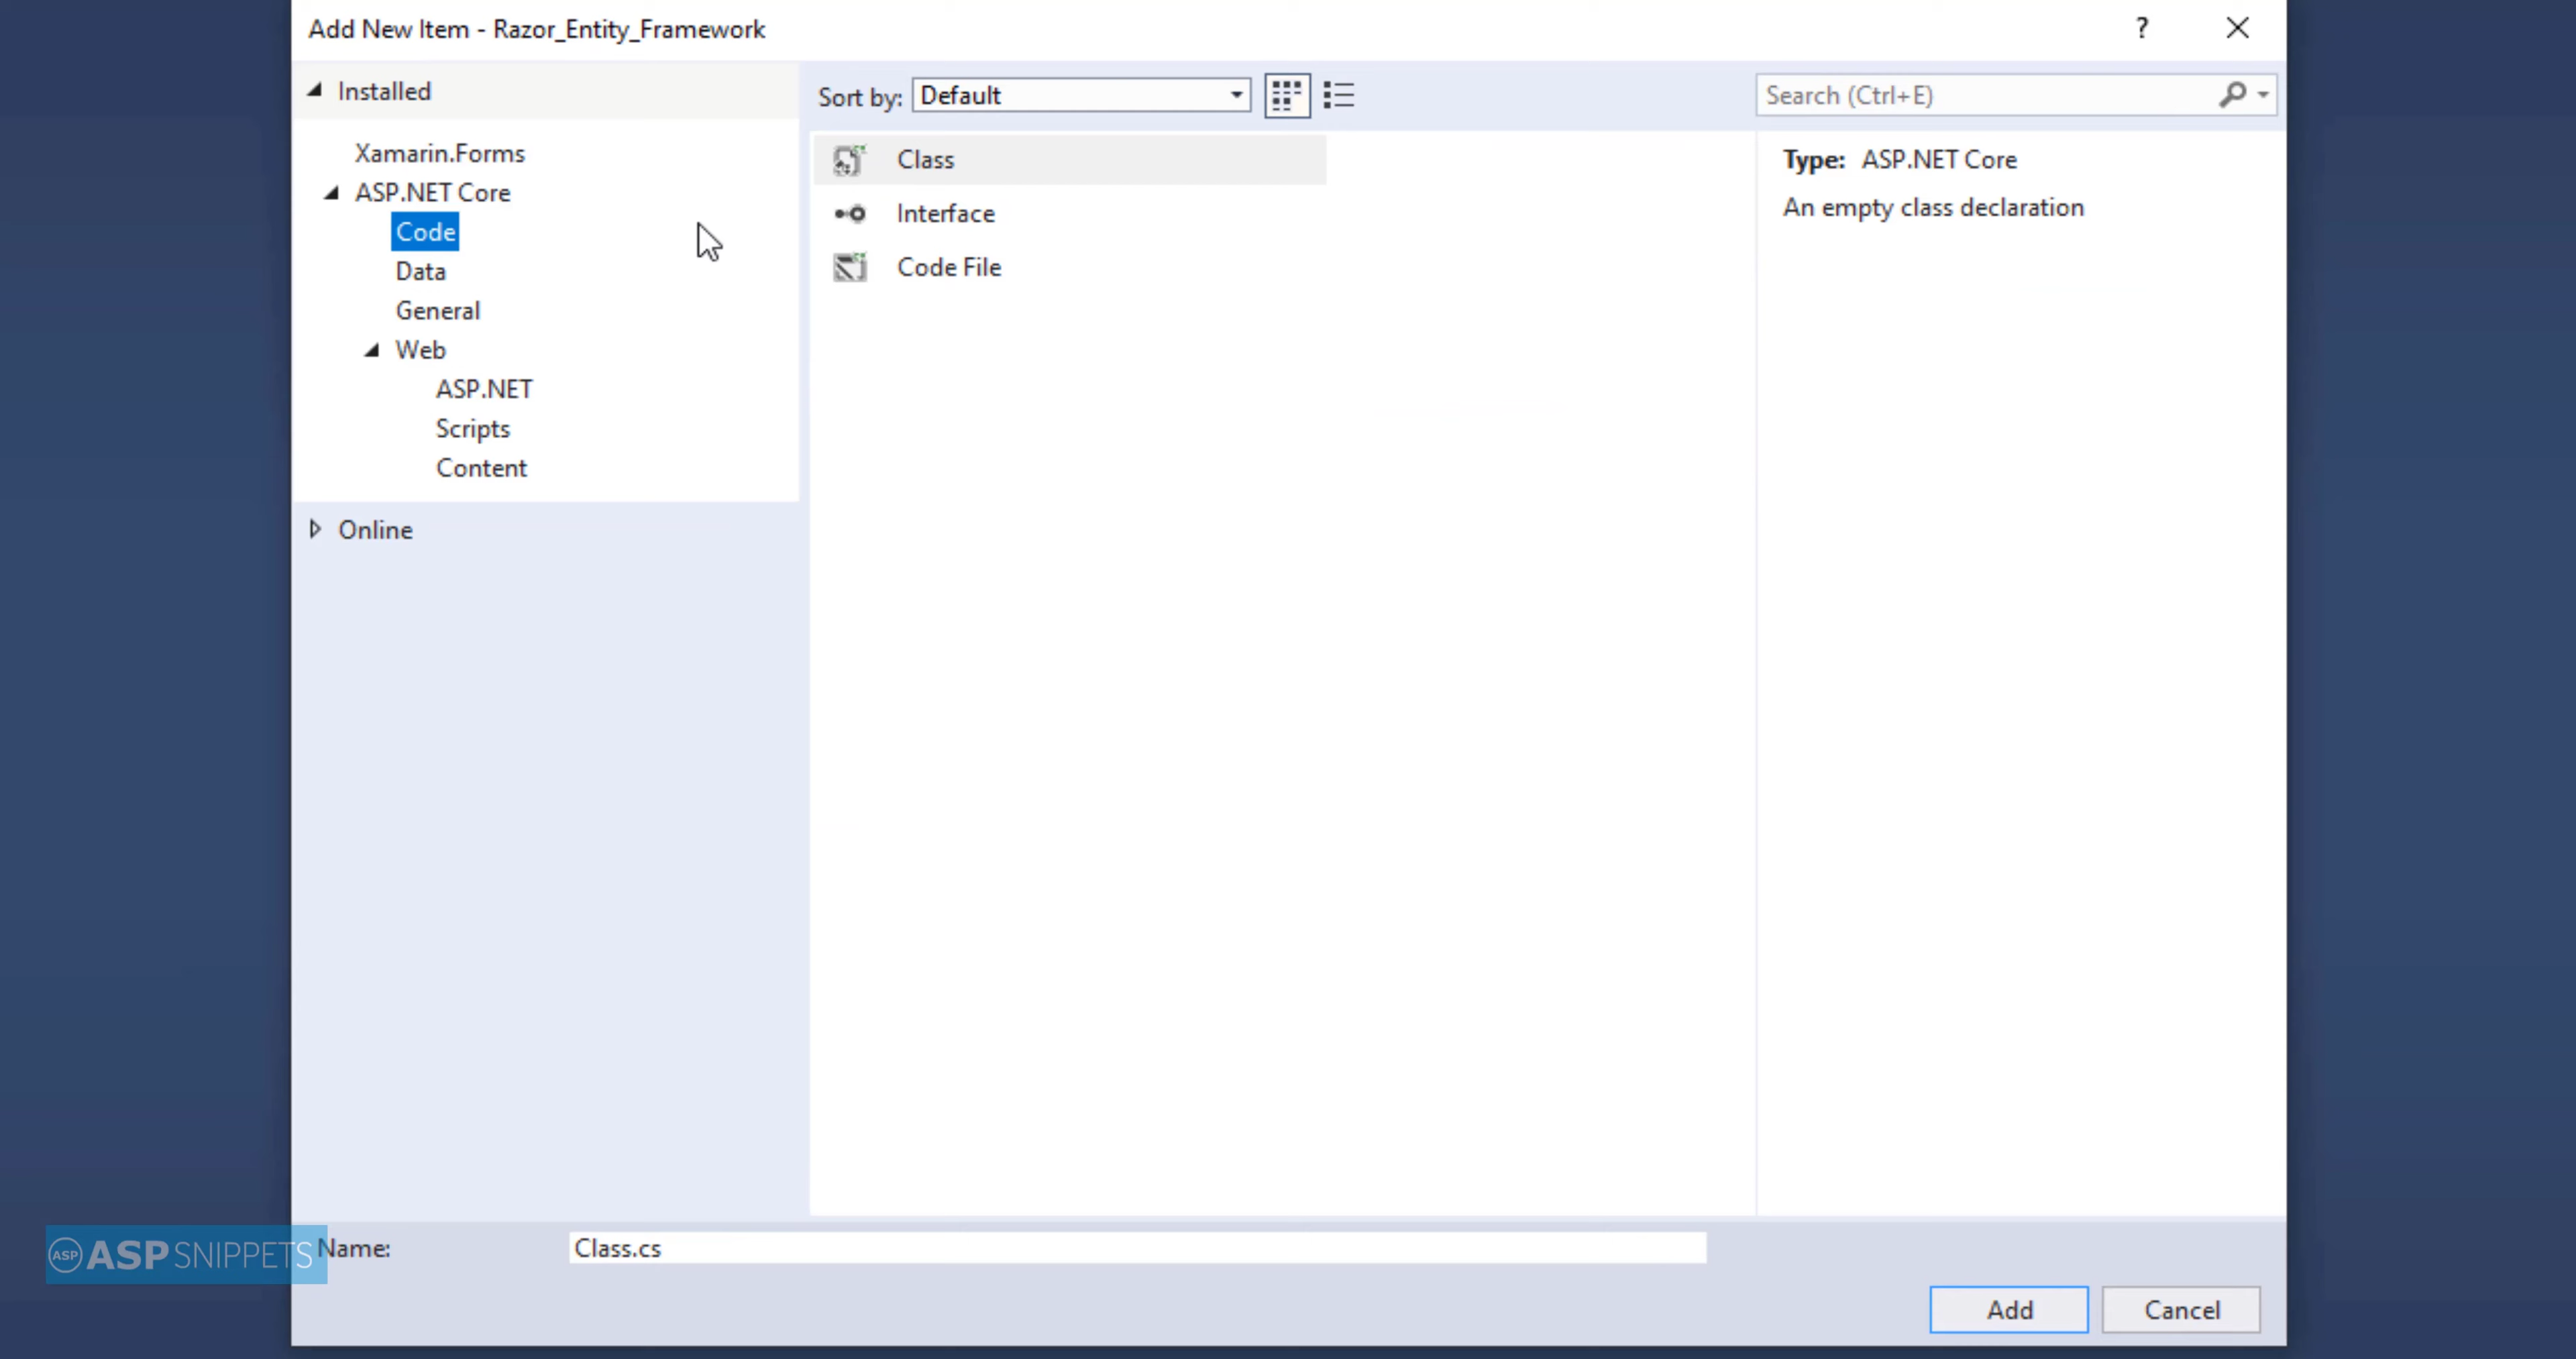 Add New Item - Razor_Entity_Framework
?
Installed
Sort by: Default
Search (Ctrl+E)
Xamarin.Forms
ASP.NET Core
Code
Data
General
Web
ASP.NET
Scripts
Content
Online
Class
Interface
Code File
Type: ASP.NET Core
An empty class declaration
ASP ASPSNIPPETS
Name: Class.cs
Add
Cancel